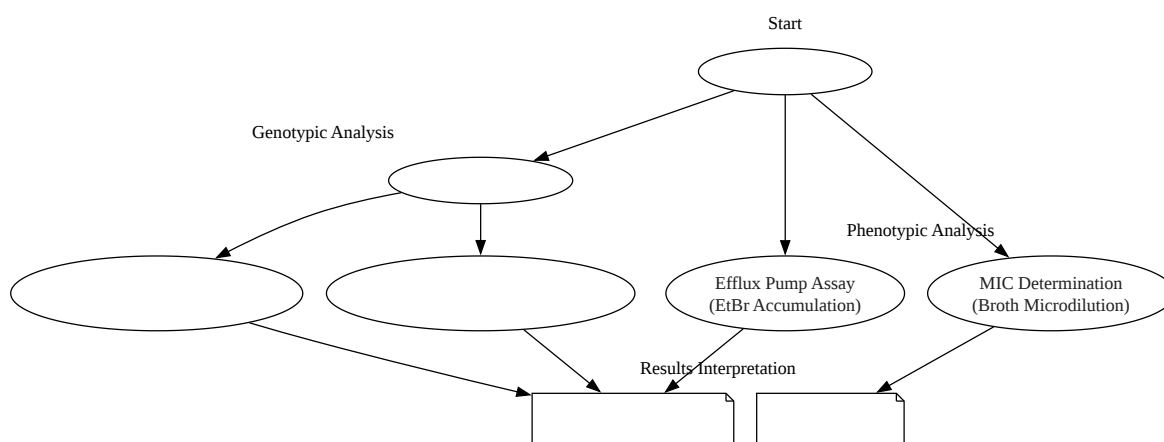 Start
Genotypic Analysis
Phenotypic Analysis
Efflux Pump Assay
(EtBr Accumulation)
MIC Determination
(Broth Microdilution)
Results Interpretation